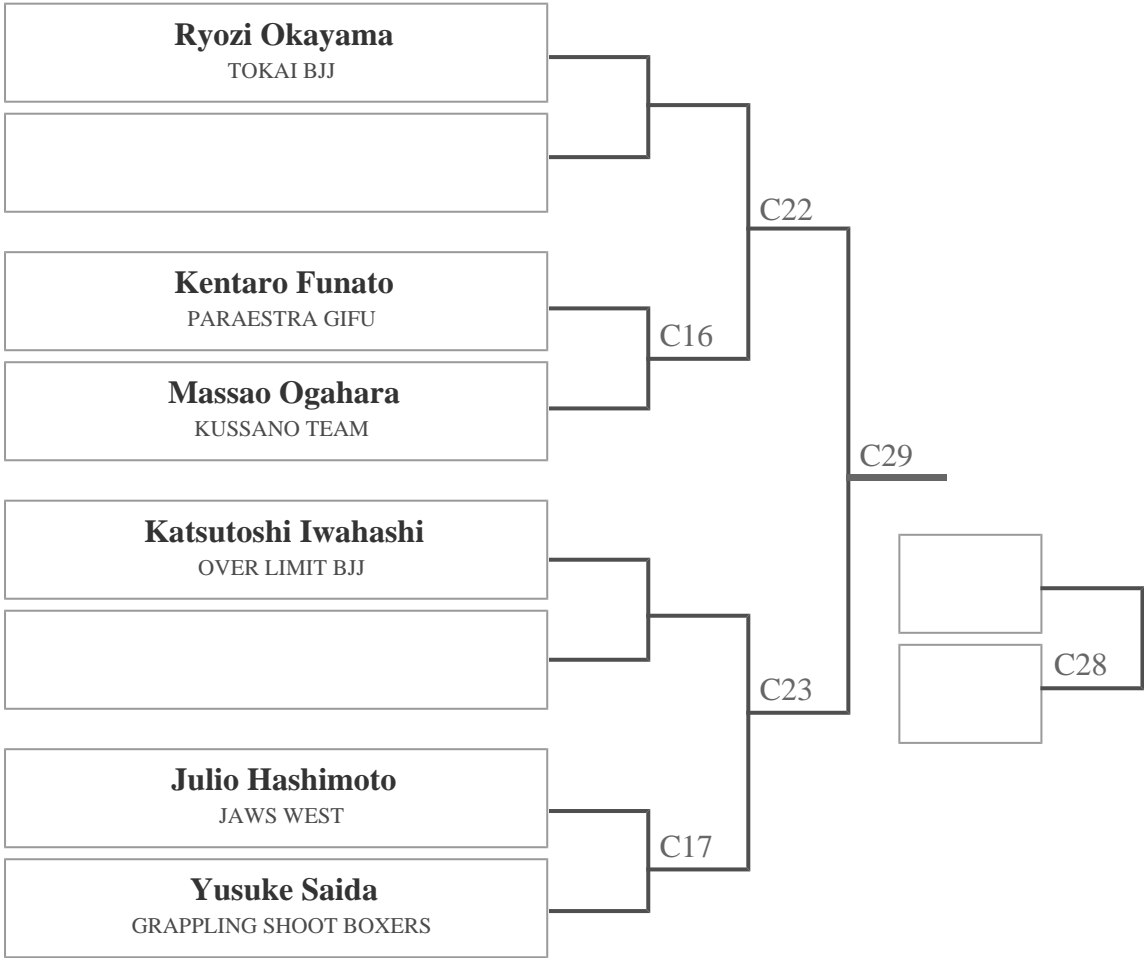 Ryozi Okayama
TOKAI BJJ
C22
Kentaro Funato
PARAESTRA GIFU
C16
Massao Ogahara
KUSSANO TEAM
C29
Katsutoshi Iwahashi
OVER LIMIT BJJ
C28
C23
Julio Hashimoto
JAWS WEST
C17
Yusuke Saida
GRAPPLING SHOOT BOXERS